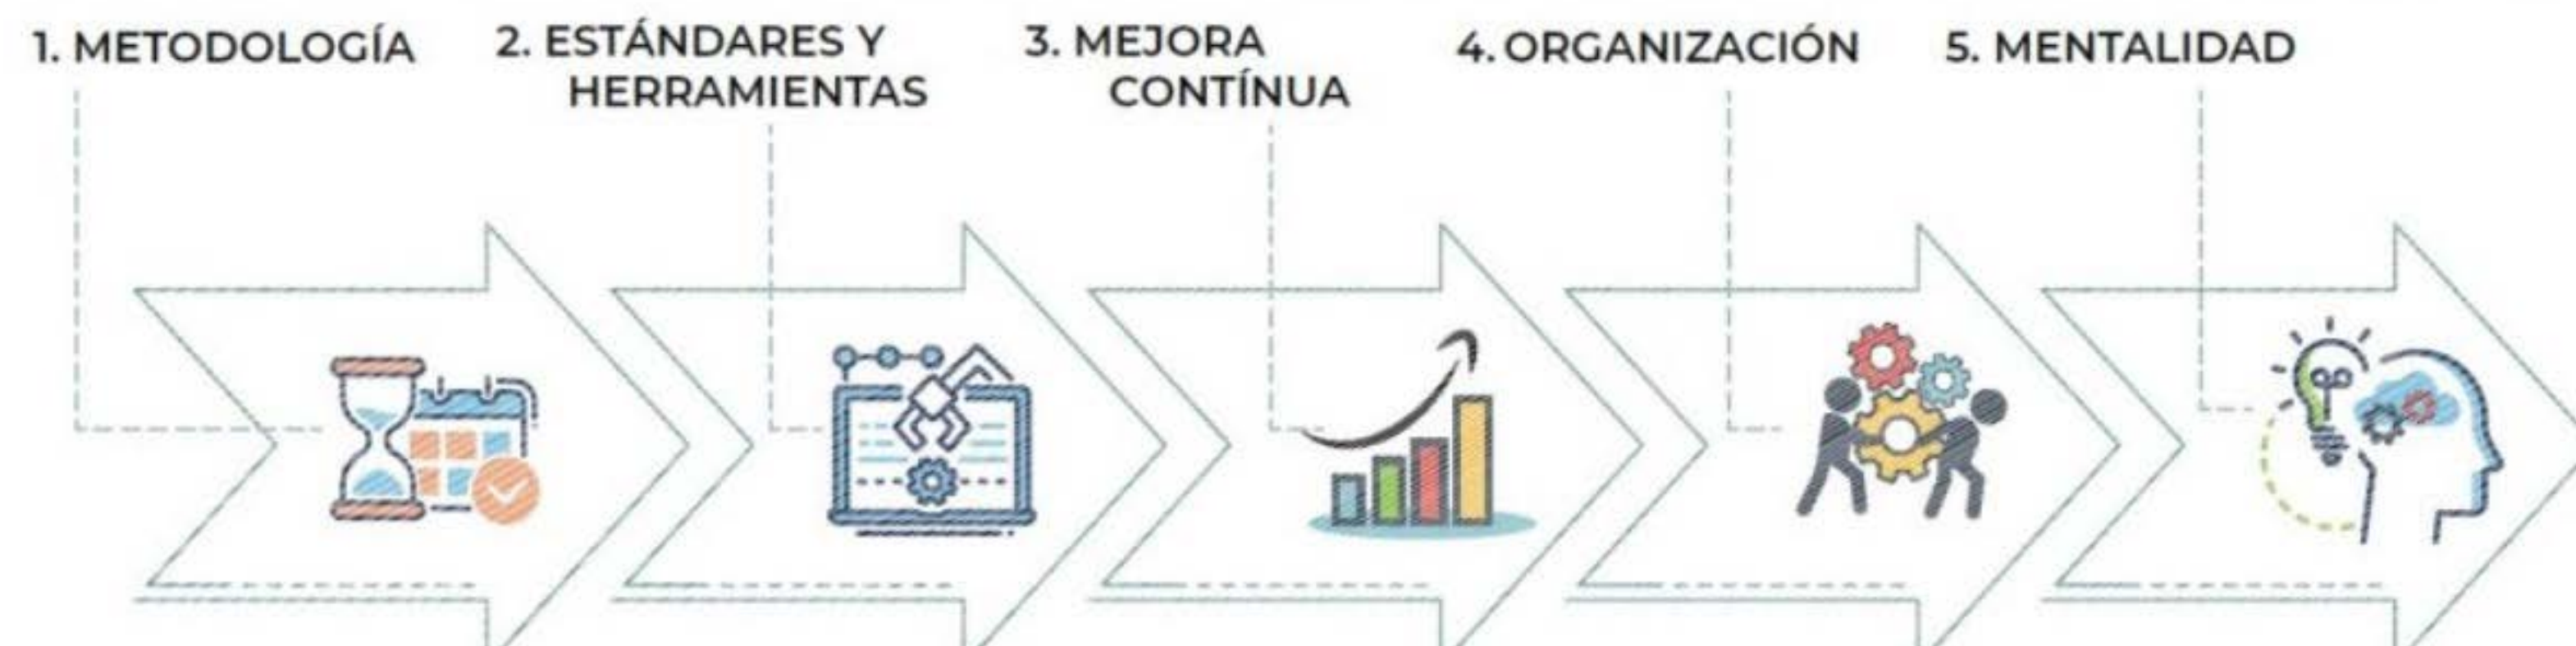 1. METODOLOGÍA
2. ESTÁNDARES Y
HERRAMIENTAS
3. MEJORA
CONTÍNUA
4. ORGANIZACIÓN
5. MENTALIDAD